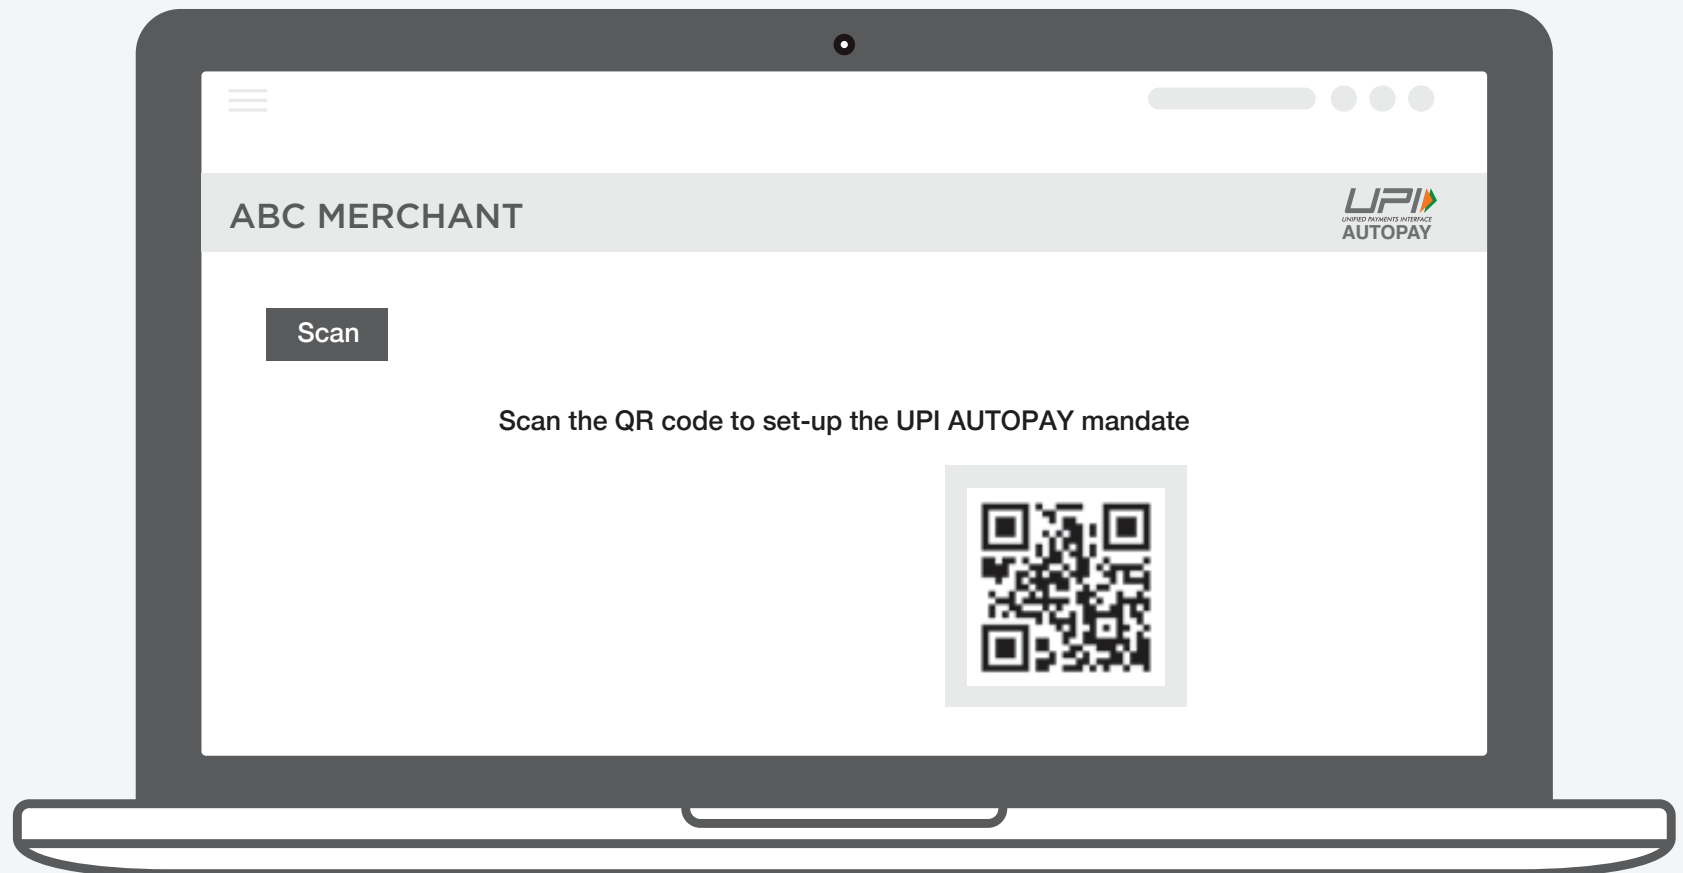 ABC MERCHANT
UPI
UNIFIED PAYMENTS INTERFACE
AUTOPAY
Scan
Scan the QR code to set-up the UPI AUTOPAY mandate